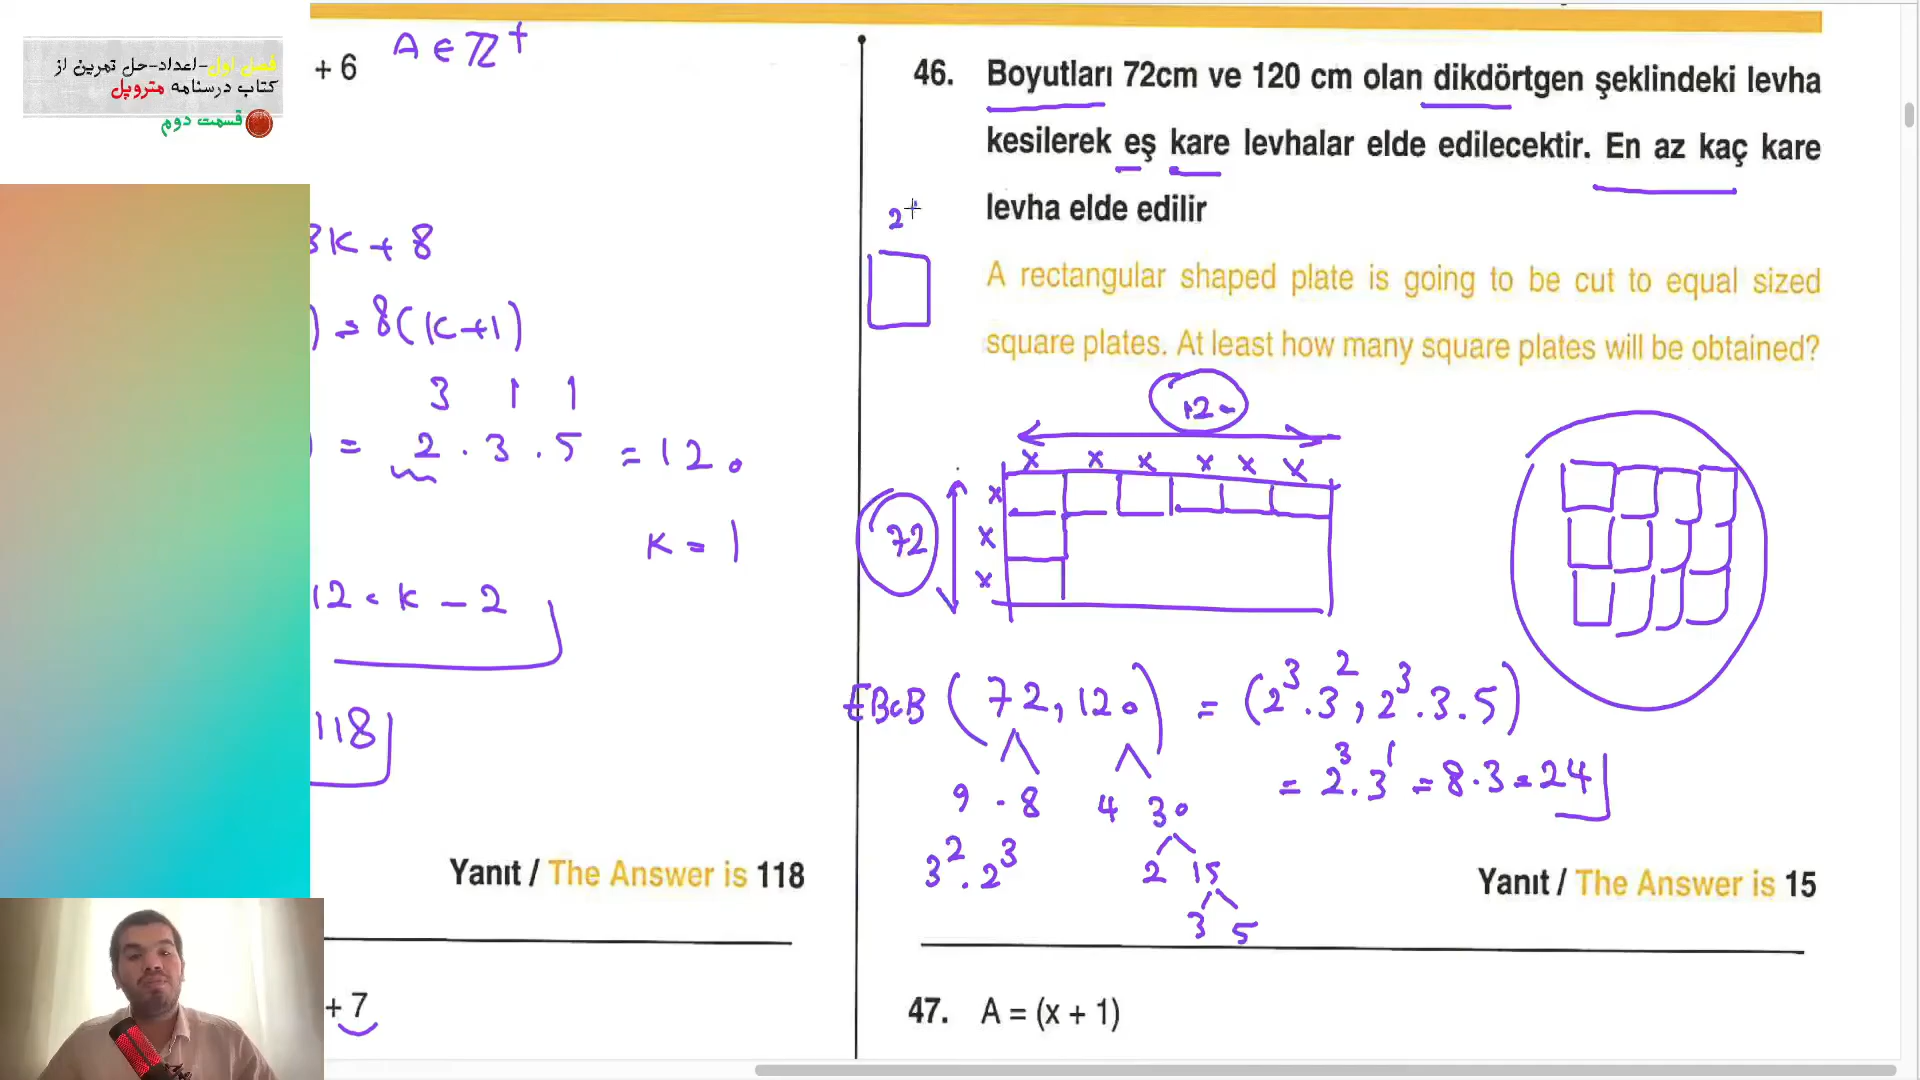 فصل اول-اعداد-حل تمرین از
کتاب درسنامه متروپل
قسمت دوم
+ 6
A ∈ ℤ⁺
3K + 8
) = 8(K+1)
3 1 1
) = 2 . 3 . 5 = 120
K = 1
120 K - 2
118
Yanıt / The Answer is 118
+ 7
46. Boyutları 72cm ve 120 cm olan dikdörtgen şeklindeki levha
kesilerek eş kare levhalar elde edilecektir. En az kaç kare
levha elde edilir
2
A rectangular shaped plate is going to be cut to equal sized
square plates. At least how many square plates will be obtained?
120
x x x x x x
x
72
x
x
EBOB (72, 120) = (2³.3², 2³.3.5)
= 2³.3¹ = 8.3 = 24
9 . 8 4 30
3² . 2³ 2 15
3 5
Yanıt / The Answer is 15
47. A = (x + 1)